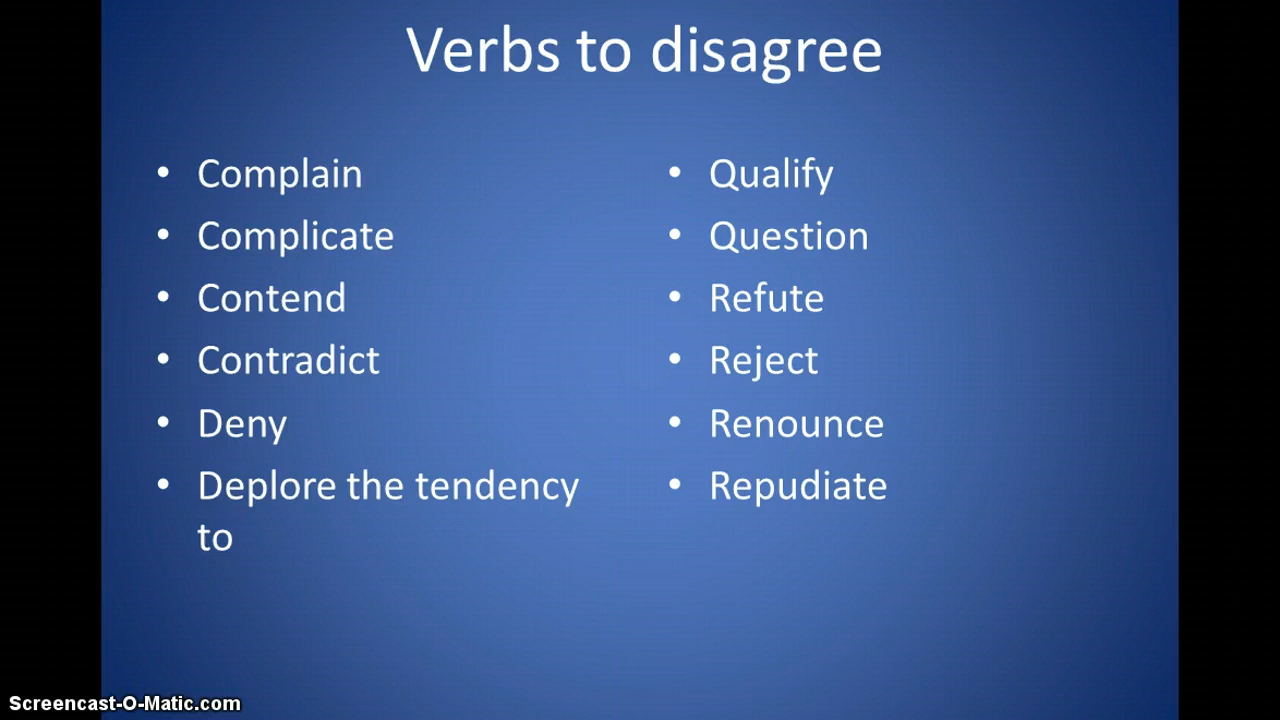 Verbs to disagree
• Complain
• Complicate
• Contend
• Contradict
• Deny
• Deplore the tendency
to
• Qualify
• Question
• Refute
• Reject
• Renounce
• Repudiate
Screencast-O-Matic.com